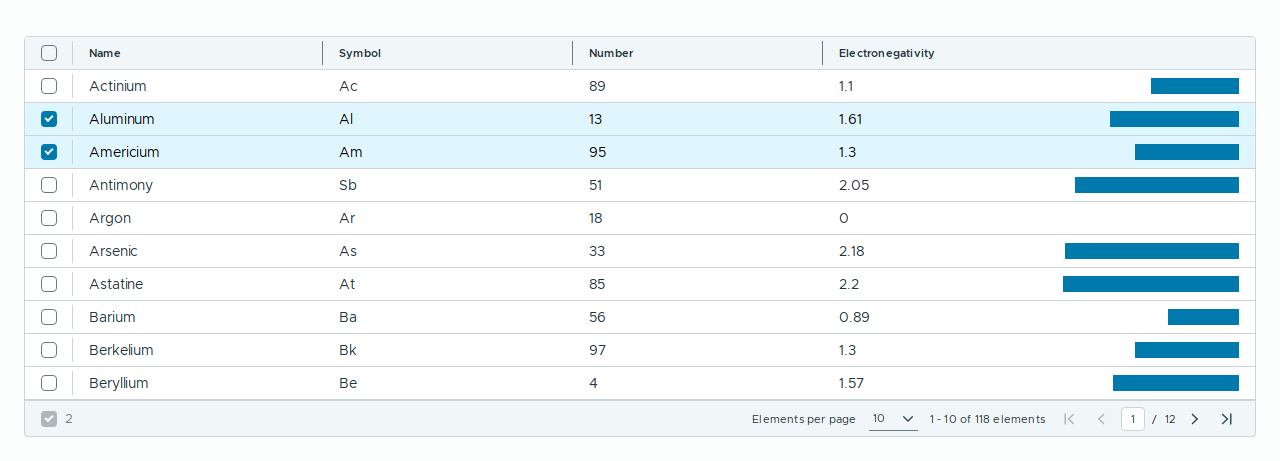 Name Symbol Number Electronegativity
Actinium Ac 89 1.1
Aluminum Al 13 1.61
Americium Am 95 1.3
Antimony Sb 51 2.05
Argon Ar 18 0
Arsenic As 33 2.18
Astatine At 85 2.2
Barium Ba 56 0.89
Berkelium Bk 97 1.3
Beryllium Be 4 1.57
2 Elements per page 10 1 - 10 of 118 elements 1 / 12